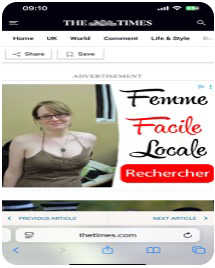 09:10
THE TIMES
Home UK World Comment Life & Style
Share Save
ADVERTISEMENT
Femme
Facile
Locale
Rechercher
PREVIOUS ARTICLE NEXT ARTICLE
thetimes.com